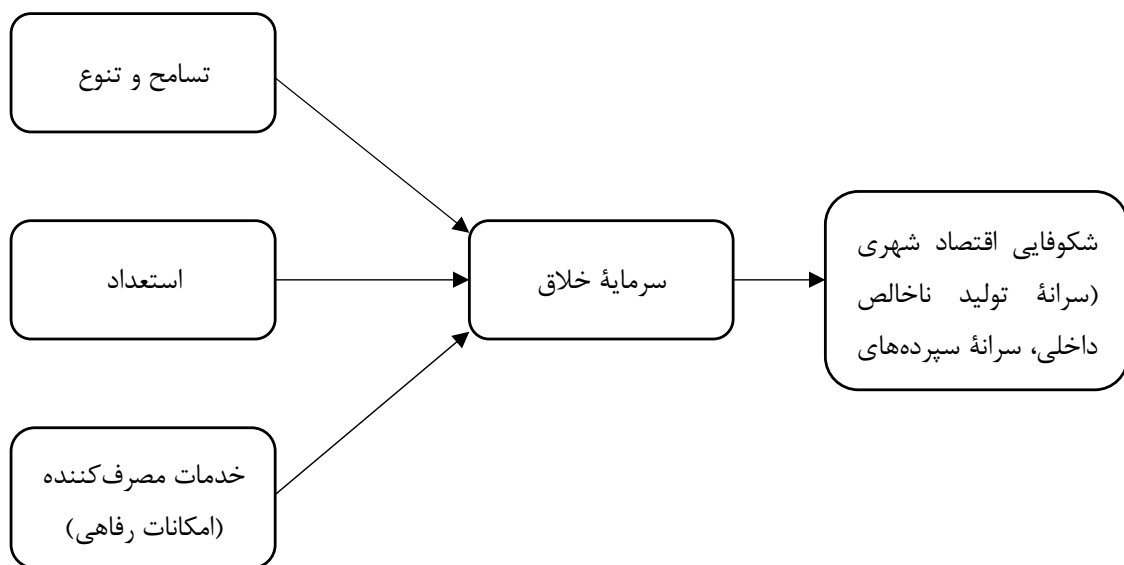 تسامح و تنوع
استعداد
خدمات مصرف‌کننده
(امکانات رفاهی)
سرمایهٔ خلاق
شکوفایی اقتصاد شهری
(سرانهٔ تولید ناخالص
داخلی، سرانهٔ سپرده‌های